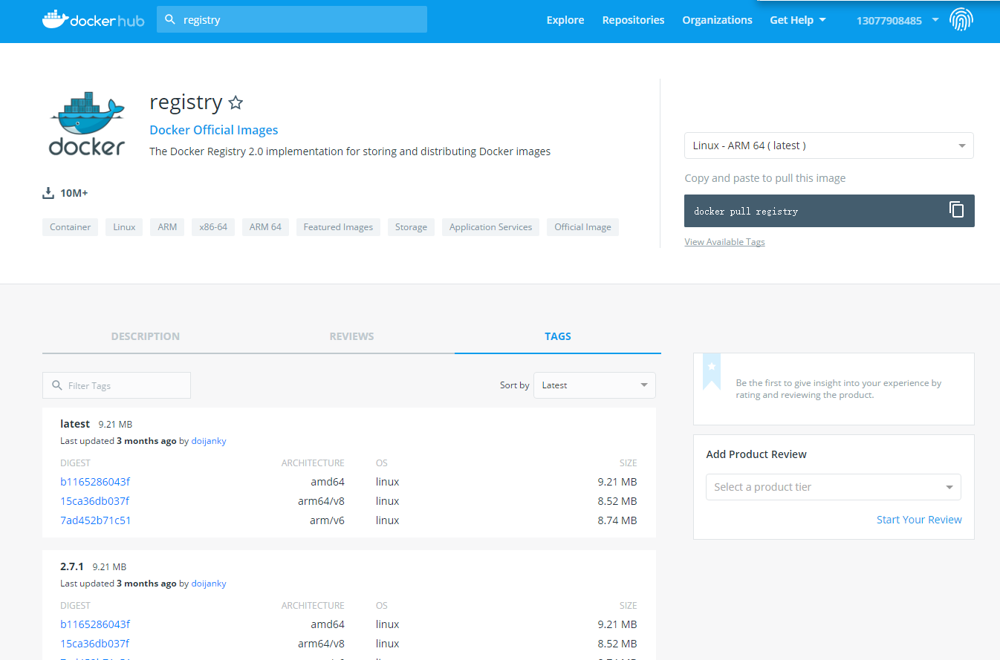 docker hub registry Explore Repositories Organizations Get Help 13077908485
registry
Docker Official Images
docker
The Docker Registry 2.0 implementation for storing and distributing Docker images
10M+
Container Linux ARM x86-64 ARM 64 Featured Images Storage Application Services Official Image
Linux - ARM 64 ( latest )
Copy and paste to pull this image
docker pull registry
View Available Tags
DESCRIPTION REVIEWS TAGS
Filter Tags Sort by Latest
latest 9.21 MB
Last updated 3 months ago by doijanky
DIGEST ARCHITECTURE OS SIZE
b1165286043f amd64 linux 9.21 MB
15ca36db037f arm64/v8 linux 8.52 MB
7ad452b71c51 arm/v6 linux 8.74 MB
2.7.1 9.21 MB
Last updated 3 months ago by doijanky
DIGEST ARCHITECTURE OS SIZE
b1165286043f amd64 linux 9.21 MB
15ca36db037f arm64/v8 linux 8.52 MB
Be the first to give insight into your experience by
rating and reviewing the product.
Add Product Review
Select a product tier
Start Your Review